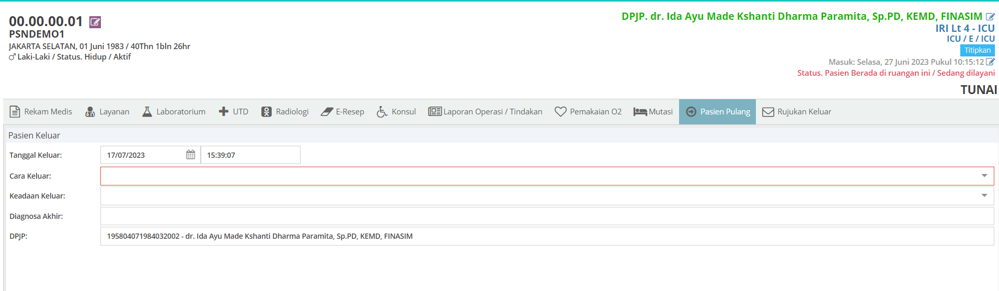 00.00.00.01
PSNDEMO1
JAKARTA SELATAN, 01 Juni 1983 / 40Thn 1bln 26hr
Laki-Laki / Status. Hidup / Aktif
DPJP. dr. Ida Ayu Made Kshanti Dharma Paramita, Sp.PD, KEMD, FINASIM
IRI Lt 4 - ICU
ICU / E / ICU
Titipkan
Masuk: Selasa, 27 Juni 2023 Pukul 10:15:12
Status. Pasien Berada di ruangan ini / Sedang dilayani
TUNAI
Rekam Medis Layanan Laboratorium UTD Radiologi E-Resep Konsul Laporan Operasi / Tindakan Pemakaian O2 Mutasi Pasien Pulang Rujukan Keluar
Pasien Keluar
Tanggal Keluar: 17/07/2023 15:39:07
Cara Keluar:
Keadaan Keluar:
Diagnosa Akhir:
DPJP: 195804071984032002 - dr. Ida Ayu Made Kshanti Dharma Paramita, Sp.PD, KEMD, FINASIM